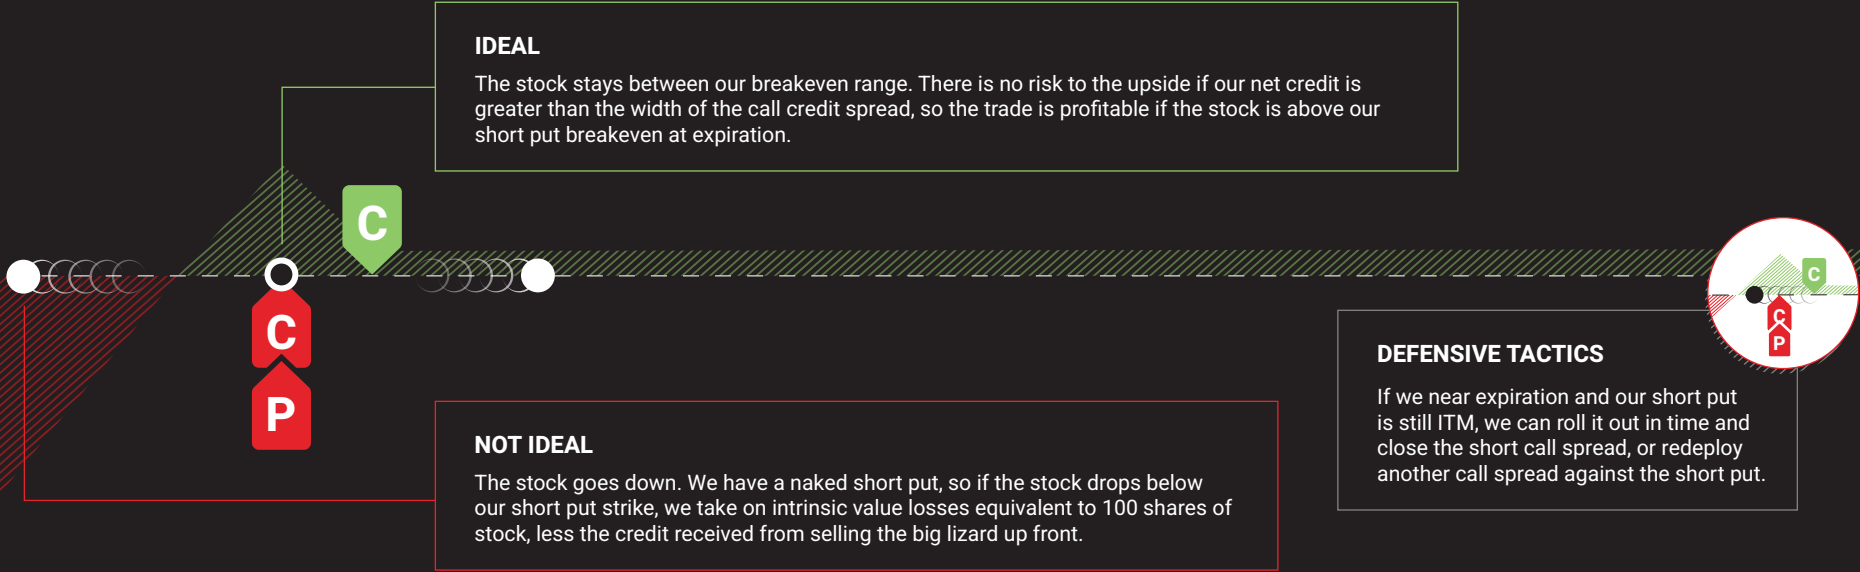 IDEAL
The stock stays between our breakeven range. There is no risk to the upside if our net credit is
greater than the width of the call credit spread, so the trade is profitable if the stock is above our
short put breakeven at expiration.
C
C
P
C
C
P
NOT IDEAL
The stock goes down. We have a naked short put, so if the stock drops below
our short put strike, we take on intrinsic value losses equivalent to 100 shares of
stock, less the credit received from selling the big lizard up front.
DEFENSIVE TACTICS
If we near expiration and our short put
is still ITM, we can roll it out in time and
close the short call spread, or redeploy
another call spread against the short put.